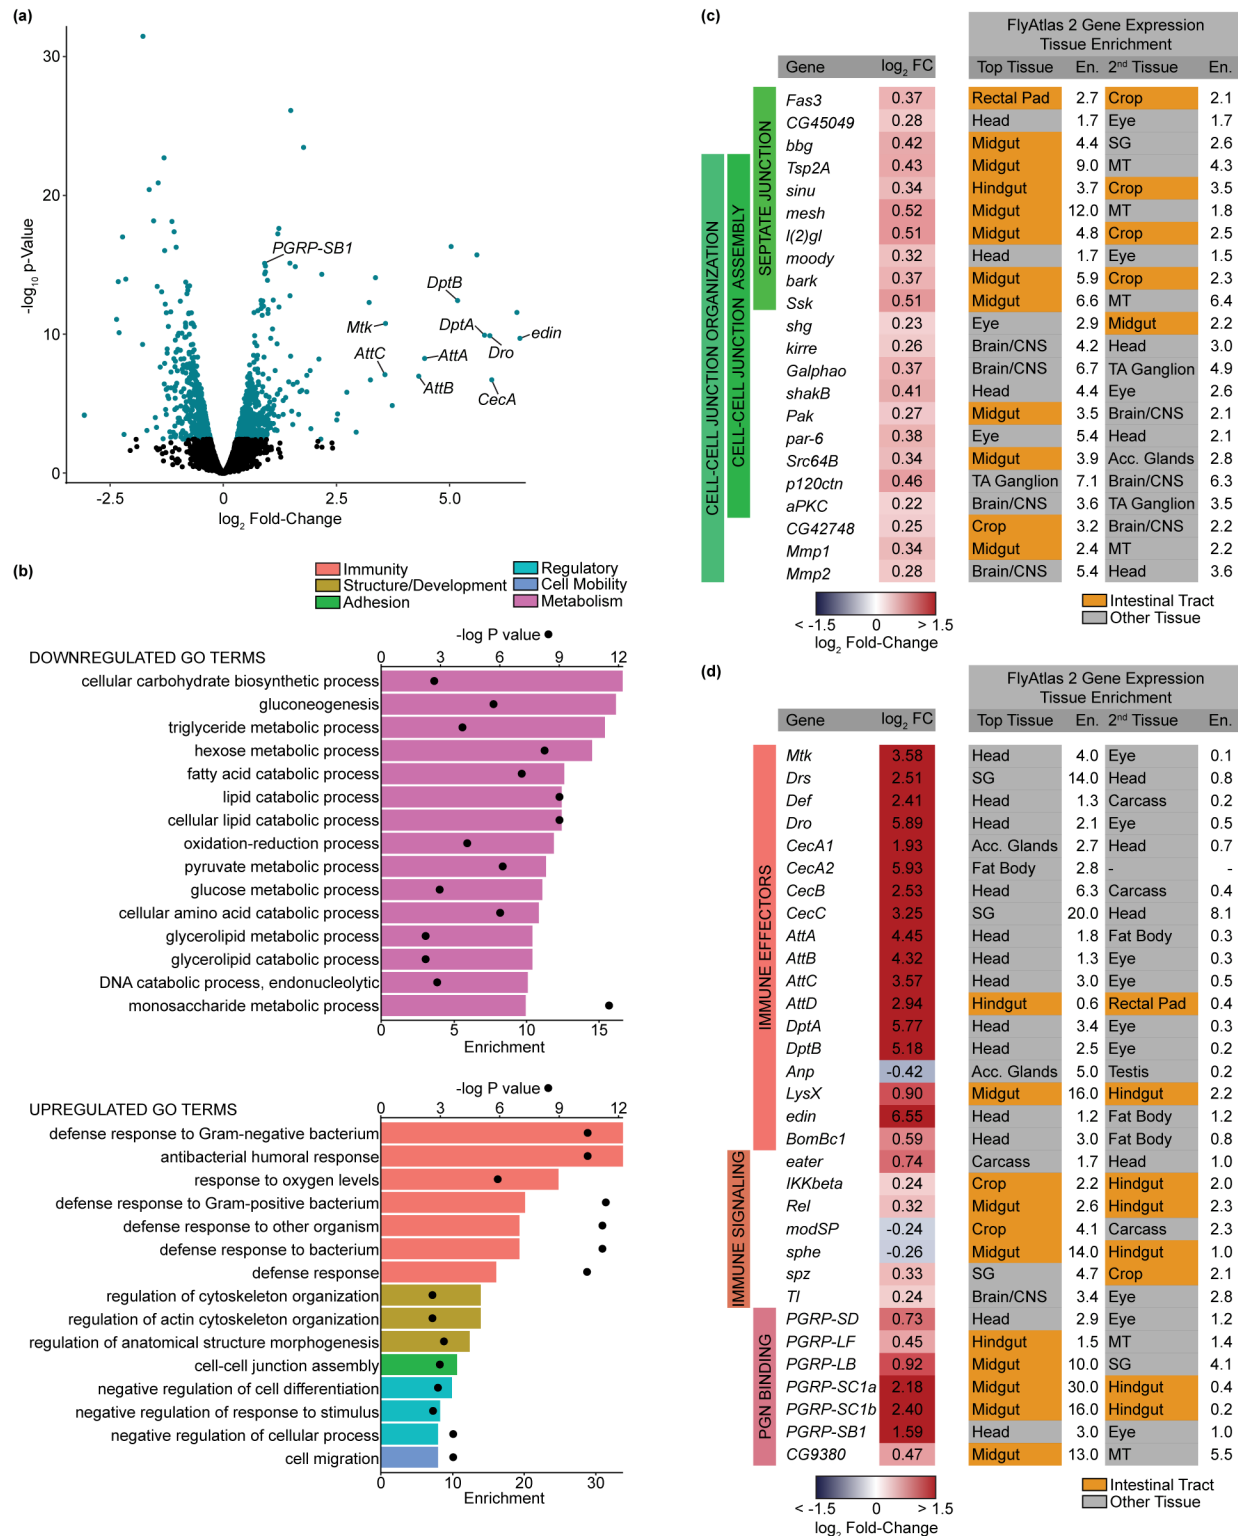 (a)
30
20
10
0
-log10 p-Value
-2.5 0 2.5 5.0
log2 Fold-Change
PGRP-SB1
DptB
Mtk
DptA
edin
Dro
AttC
AttA
AttB
CecA
(b)
Immunity
Structure/Development
Adhesion
Regulatory
Cell Mobility
Metabolism
-log P value
DOWNREGULATED GO TERMS
0 3 6 9 12
cellular carbohydrate biosynthetic process
gluconeogenesis
triglyceride metabolic process
hexose metabolic process
fatty acid catabolic process
lipid catabolic process
cellular lipid catabolic process
oxidation-reduction process
pyruvate metabolic process
glucose metabolic process
cellular amino acid catabolic process
glycerolipid metabolic process
glycerolipid catabolic process
DNA catabolic process, endonucleolytic
monosaccharide metabolic process
0 5 10 15
Enrichment
-log P value
UPREGULATED GO TERMS
0 3 6 9 12
defense response to Gram-negative bacterium
antibacterial humoral response
response to oxygen levels
defense response to Gram-positive bacterium
defense response to other organism
defense response to bacterium
defense response
regulation of cytoskeleton organization
regulation of actin cytoskeleton organization
regulation of anatomical structure morphogenesis
cell-cell junction assembly
negative regulation of cell differentiation
negative regulation of response to stimulus
negative regulation of cellular process
cell migration
0 10 20 30
Enrichment
(c)
FlyAtlas 2 Gene Expression
Tissue Enrichment
Gene log2 FC Top Tissue En. 2nd Tissue En.
CELL-CELL JUNCTION ORGANIZATION
CELL-CELL JUNCTION ASSEMBLY
SEPTATE JUNCTION
Fas3 0.37 Rectal Pad 2.7 Crop 2.1
CG45049 0.28 Head 1.7 Eye 1.7
bbg 0.42 Midgut 4.4 SG 2.6
Tsp2A 0.43 Midgut 9.0 MT 4.3
sinu 0.34 Hindgut 3.7 Crop 3.5
mesh 0.52 Midgut 12.0 MT 1.8
l(2)gl 0.51 Midgut 4.8 Crop 2.5
moody 0.32 Head 1.7 Eye 1.5
bark 0.37 Midgut 5.9 Crop 2.3
Ssk 0.51 Midgut 6.6 MT 6.4
shg 0.23 Eye 2.9 Midgut 2.2
kirre 0.26 Brain/CNS 4.2 Head 3.0
Galphao 0.37 Brain/CNS 6.7 TA Ganglion 4.9
shakB 0.41 Head 4.4 Eye 2.6
Pak 0.27 Midgut 3.5 Brain/CNS 2.1
par-6 0.38 Eye 5.4 Head 2.1
Src64B 0.34 Midgut 3.9 Acc. Glands 2.8
p120ctn 0.46 TA Ganglion 7.1 Brain/CNS 6.3
aPKC 0.22 Brain/CNS 3.6 TA Ganglion 3.5
CG42748 0.25 Crop 3.2 Brain/CNS 2.2
Mmp1 0.34 Midgut 2.4 MT 2.2
Mmp2 0.28 Brain/CNS 5.4 Head 3.6
< -1.5 0 > 1.5
log2 Fold-Change
Intestinal Tract
Other Tissue
(d)
FlyAtlas 2 Gene Expression
Tissue Enrichment
Gene log2 FC Top Tissue En. 2nd Tissue En.
IMMUNE EFFECTORS
Mtk 3.58 Head 4.0 Eye 0.1
Drs 2.51 SG 14.0 Head 0.8
Def 2.41 Head 1.3 Carcass 0.2
Dro 5.89 Head 2.1 Eye 0.5
CecA1 1.93 Acc. Glands 2.7 Head 0.7
CecA2 5.93 Fat Body 2.8 - -
CecB 2.53 Head 6.3 Carcass 0.4
CecC 3.25 SG 20.0 Head 8.1
AttA 4.45 Head 1.8 Fat Body 0.3
AttB 4.32 Head 1.3 Eye 0.3
AttC 3.57 Head 3.0 Eye 0.5
AttD 2.94 Hindgut 0.6 Rectal Pad 0.4
DptA 5.77 Head 3.4 Eye 0.3
DptB 5.18 Head 2.5 Eye 0.2
Anp -0.42 Acc. Glands 5.0 Testis 0.2
LysX 0.90 Midgut 16.0 Hindgut 2.2
edin 6.55 Head 1.2 Fat Body 1.2
BomBc1 0.59 Head 3.0 Fat Body 0.8
IMMUNE SIGNALING
eater 0.74 Carcass 1.7 Head 1.0
IKKbeta 0.24 Crop 2.2 Hindgut 2.0
Rel 0.32 Midgut 2.6 Hindgut 2.3
modSP -0.24 Crop 4.1 Carcass 2.3
sphe -0.26 Midgut 14.0 Hindgut 1.0
spz 0.33 SG 4.7 Crop 2.1
Tl 0.24 Brain/CNS 3.4 Eye 2.8
PGN BINDING
PGRP-SD 0.73 Head 2.9 Eye 1.2
PGRP-LF 0.45 Hindgut 1.5 MT 1.4
PGRP-LB 0.92 Midgut 10.0 SG 4.1
PGRP-SC1a 2.18 Midgut 30.0 Hindgut 0.4
PGRP-SC1b 2.40 Midgut 16.0 Hindgut 0.2
PGRP-SB1 1.59 Head 3.0 Eye 1.0
CG9380 0.47 Midgut 13.0 MT 5.5
< -1.5 0 > 1.5
log2 Fold-Change
Intestinal Tract
Other Tissue